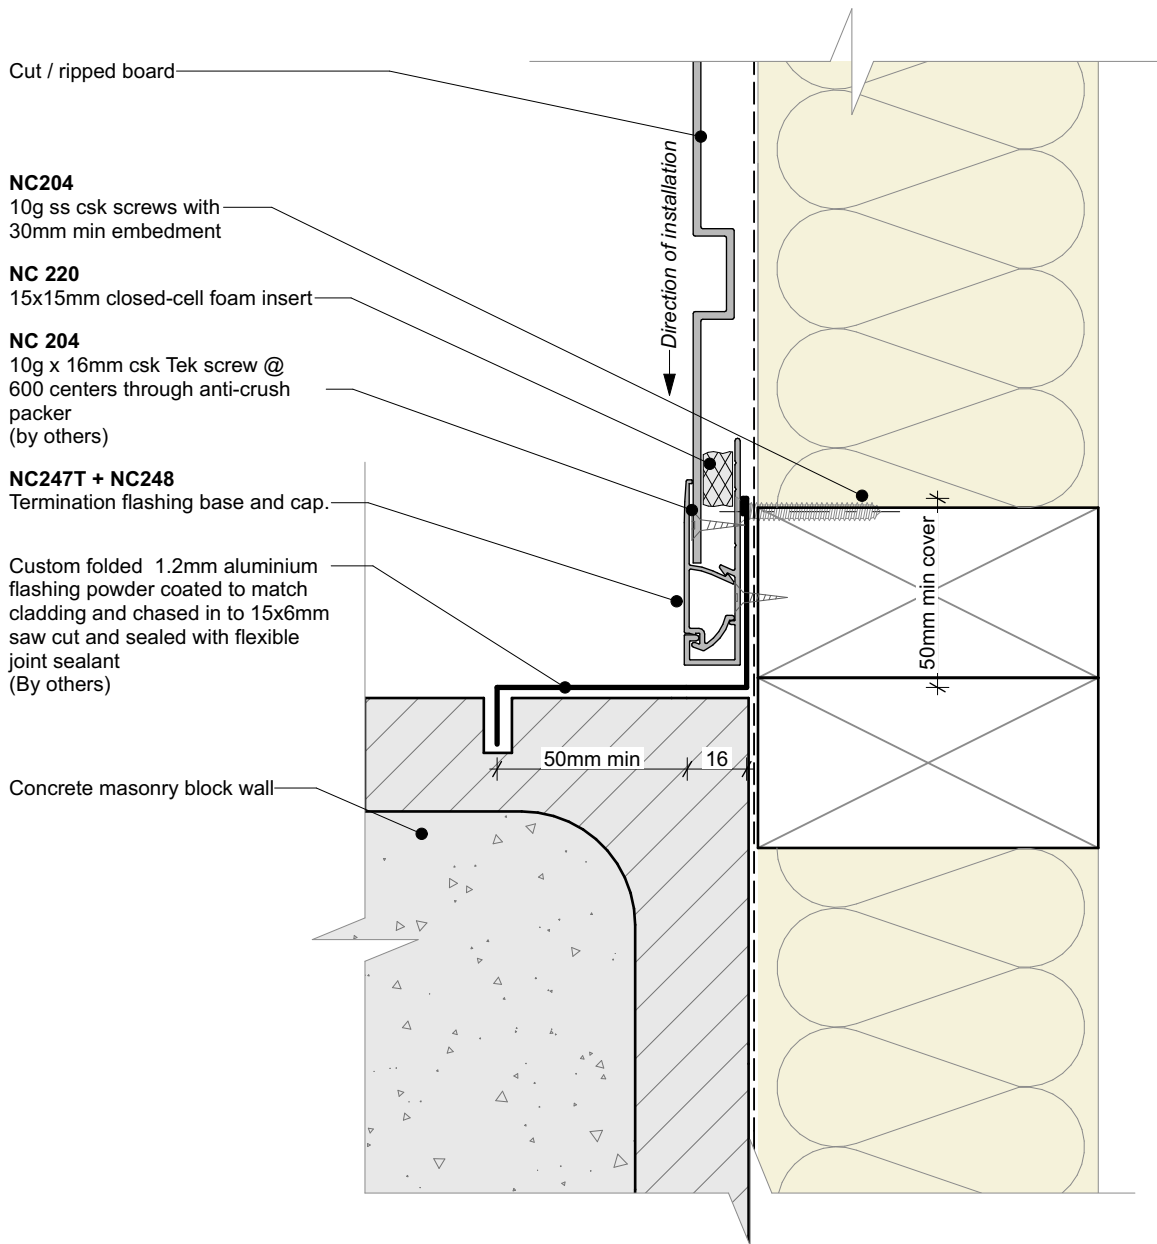 Cut / ripped board
NC204
10g ss csk screws with
30mm min embedment
NC 220
15x15mm closed-cell foam insert
NC 204
10g x 16mm csk Tek screw @
600 centers through anti-crush
packer
(by others)
NC247T + NC248
Termination flashing base and cap.
Custom folded 1.2mm aluminium
flashing powder coated to match
cladding and chased in to 15x6mm
saw cut and sealed with flexible
joint sealant
(By others)
Concrete masonry block wall
Direction of installation
50mm min cover
50mm min
16